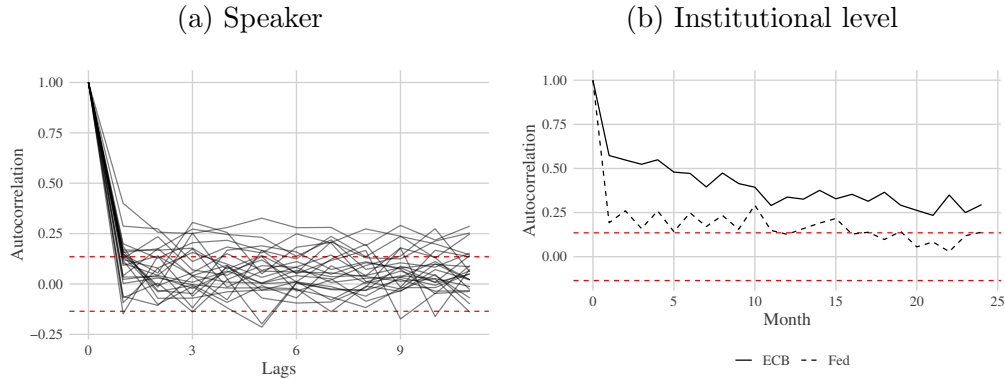 (a) Speaker
1.00
0.75
0.50
0.25
0.00
−0.25
Autocorrelation
0 3 6 9
Lags
(b) Institutional level
1.00
0.75
0.50
0.25
0.00
Autocorrelation
0 5 10 15 20 25
Month
ECB Fed